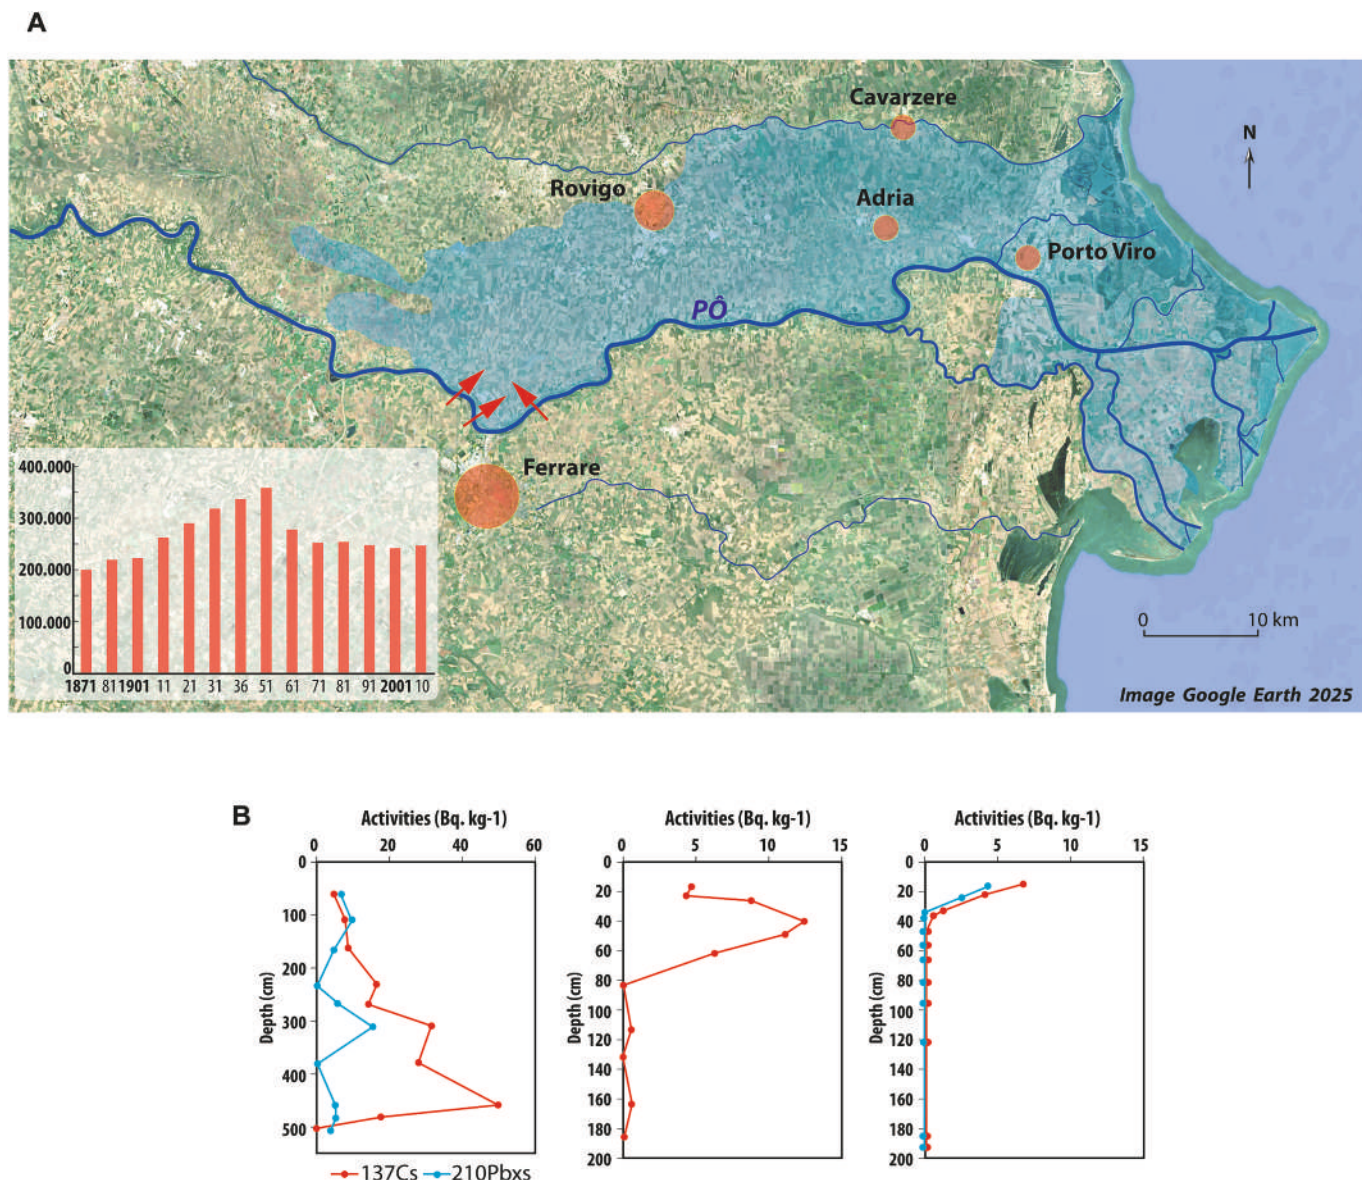 A
Cavarzere
N
Rovigo
Adria
Porto Viro
PÔ
Ferrare
400.000
300.000
200.000
100.000
0
1871 81 1901 11 21 31 36 51 61 71 81 91 2001 10
0 10 km
Image Google Earth 2025
B
Activities (Bq. kg-1)
0 20 40 60
Depth (cm)
0
100
200
300
400
500
137Cs 210Pbxs
Activities (Bq. kg-1)
0 5 10 15
Depth (cm)
0
20
40
60
80
100
120
140
160
180
200
Activities (Bq. kg-1)
0 5 10 15
Depth (cm)
0
20
40
60
80
100
120
140
160
180
200